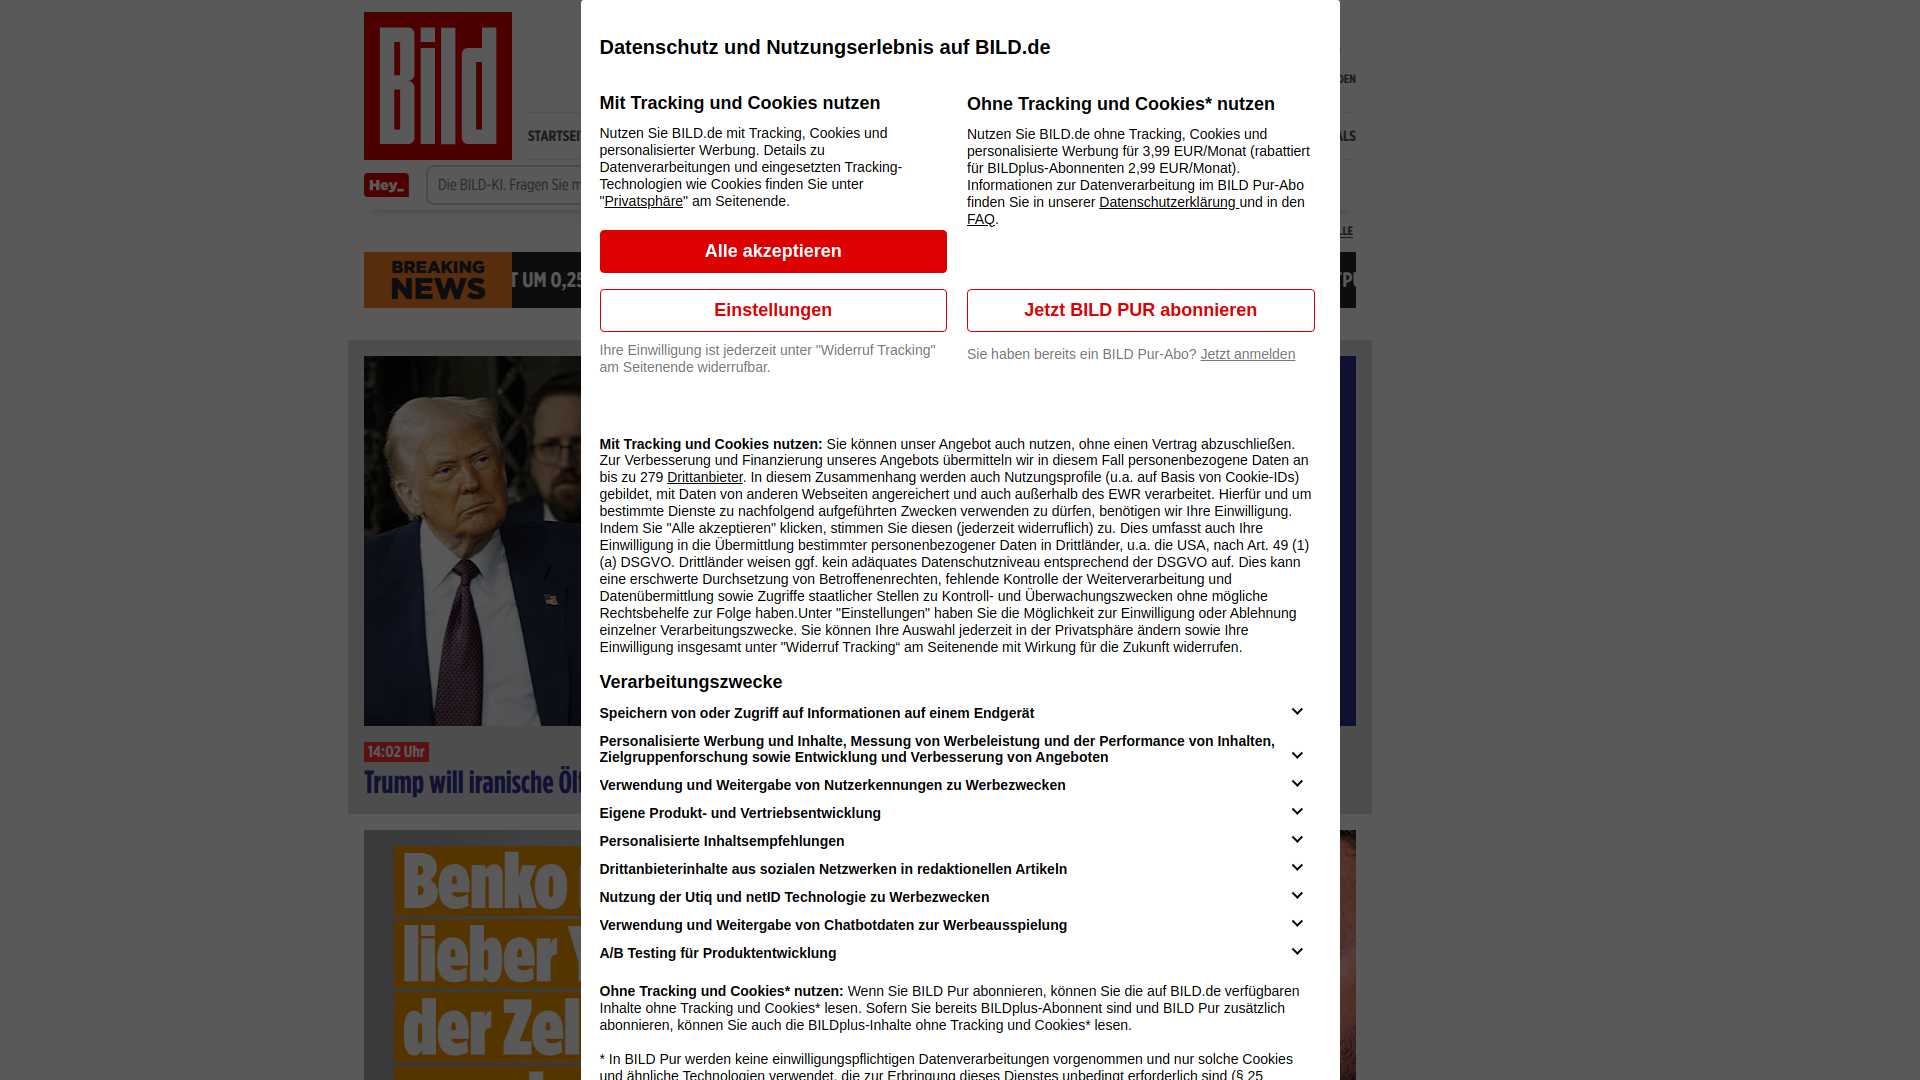 Bild
DEN
STARTSEI
ALS
Hey_
Die BILD-KI. Fragen Sie m
LLE
BREAKING
NEWS
T UM 0,25
Datenschutz und Nutzungserlebnis auf BILD.de
Mit Tracking und Cookies nutzen
Nutzen Sie BILD.de mit Tracking, Cookies und
personalisierter Werbung. Details zu
Datenverarbeitungen und eingesetzten Tracking-
Technologien wie Cookies finden Sie unter
"Privatsphäre" am Seitenende.
Alle akzeptieren
Einstellungen
Ihre Einwilligung ist jederzeit unter "Widerruf Tracking"
am Seitenende widerrufbar.
Ohne Tracking und Cookies* nutzen
Nutzen Sie BILD.de ohne Tracking, Cookies und
personalisierte Werbung für 3,99 EUR/Monat (rabattiert
für BILDplus-Abonnenten 2,99 EUR/Monat).
Informationen zur Datenverarbeitung im BILD Pur-Abo
finden Sie in unserer Datenschutzerklärung und in den
FAQ.
Jetzt BILD PUR abonnieren
Sie haben bereits ein BILD Pur-Abo? Jetzt anmelden
Mit Tracking und Cookies nutzen: Sie können unser Angebot auch nutzen, ohne einen Vertrag abzuschließen.
Zur Verbesserung und Finanzierung unseres Angebots übermitteln wir in diesem Fall personenbezogene Daten an
bis zu 279 Drittanbieter. In diesem Zusammenhang werden auch Nutzungsprofile (u.a. auf Basis von Cookie-IDs)
gebildet, mit Daten von anderen Webseiten angereichert und auch außerhalb des EWR verarbeitet. Hierfür und um
bestimmte Dienste zu nachfolgend aufgeführten Zwecken verwenden zu dürfen, benötigen wir Ihre Einwilligung.
Indem Sie "Alle akzeptieren" klicken, stimmen Sie diesen (jederzeit widerruflich) zu. Dies umfasst auch Ihre
Einwilligung in die Übermittlung bestimmter personenbezogener Daten in Drittländer, u.a. die USA, nach Art. 49 (1)
(a) DSGVO. Drittländer weisen ggf. kein adäquates Datenschutzniveau entsprechend der DSGVO auf. Dies kann
eine erschwerte Durchsetzung von Betroffenenrechten, fehlende Kontrolle der Weiterverarbeitung und
Datenübermittlung sowie Zugriffe staatlicher Stellen zu Kontroll- und Überwachungszwecken ohne mögliche
Rechtsbehelfe zur Folge haben.Unter "Einstellungen" haben Sie die Möglichkeit zur Einwilligung oder Ablehnung
einzelner Verarbeitungszwecke. Sie können Ihre Auswahl jederzeit in der Privatsphäre ändern sowie Ihre
Einwilligung insgesamt unter "Widerruf Tracking“ am Seitenende mit Wirkung für die Zukunft widerrufen.
Verarbeitungszwecke
Speichern von oder Zugriff auf Informationen auf einem Endgerät
Personalisierte Werbung und Inhalte, Messung von Werbeleistung und der Performance von Inhalten,
Zielgruppenforschung sowie Entwicklung und Verbesserung von Angeboten
Verwendung und Weitergabe von Nutzerkennungen zu Werbezwecken
Eigene Produkt- und Vertriebsentwicklung
Personalisierte Inhaltsempfehlungen
Drittanbieterinhalte aus sozialen Netzwerken in redaktionellen Artikeln
Nutzung der Utiq und netID Technologie zu Werbezwecken
Verwendung und Weitergabe von Chatbotdaten zur Werbeausspielung
A/B Testing für Produktentwicklung
Ohne Tracking und Cookies* nutzen: Wenn Sie BILD Pur abonnieren, können Sie die auf BILD.de verfügbaren
Inhalte ohne Tracking und Cookies* lesen. Sofern Sie bereits BILDplus-Abonnent sind und BILD Pur zusätzlich
abonnieren, können Sie auch die BILDplus-Inhalte ohne Tracking und Cookies* lesen.
* In BILD Pur werden keine einwilligungspflichtigen Datenverarbeitungen vorgenommen und nur solche Cookies
und ähnliche Technologien verwendet, die zur Erbringung dieses Dienstes unbedingt erforderlich sind (§ 25
14:02 Uhr
Trump will iranische Öl
Benko
lieber
der Zel